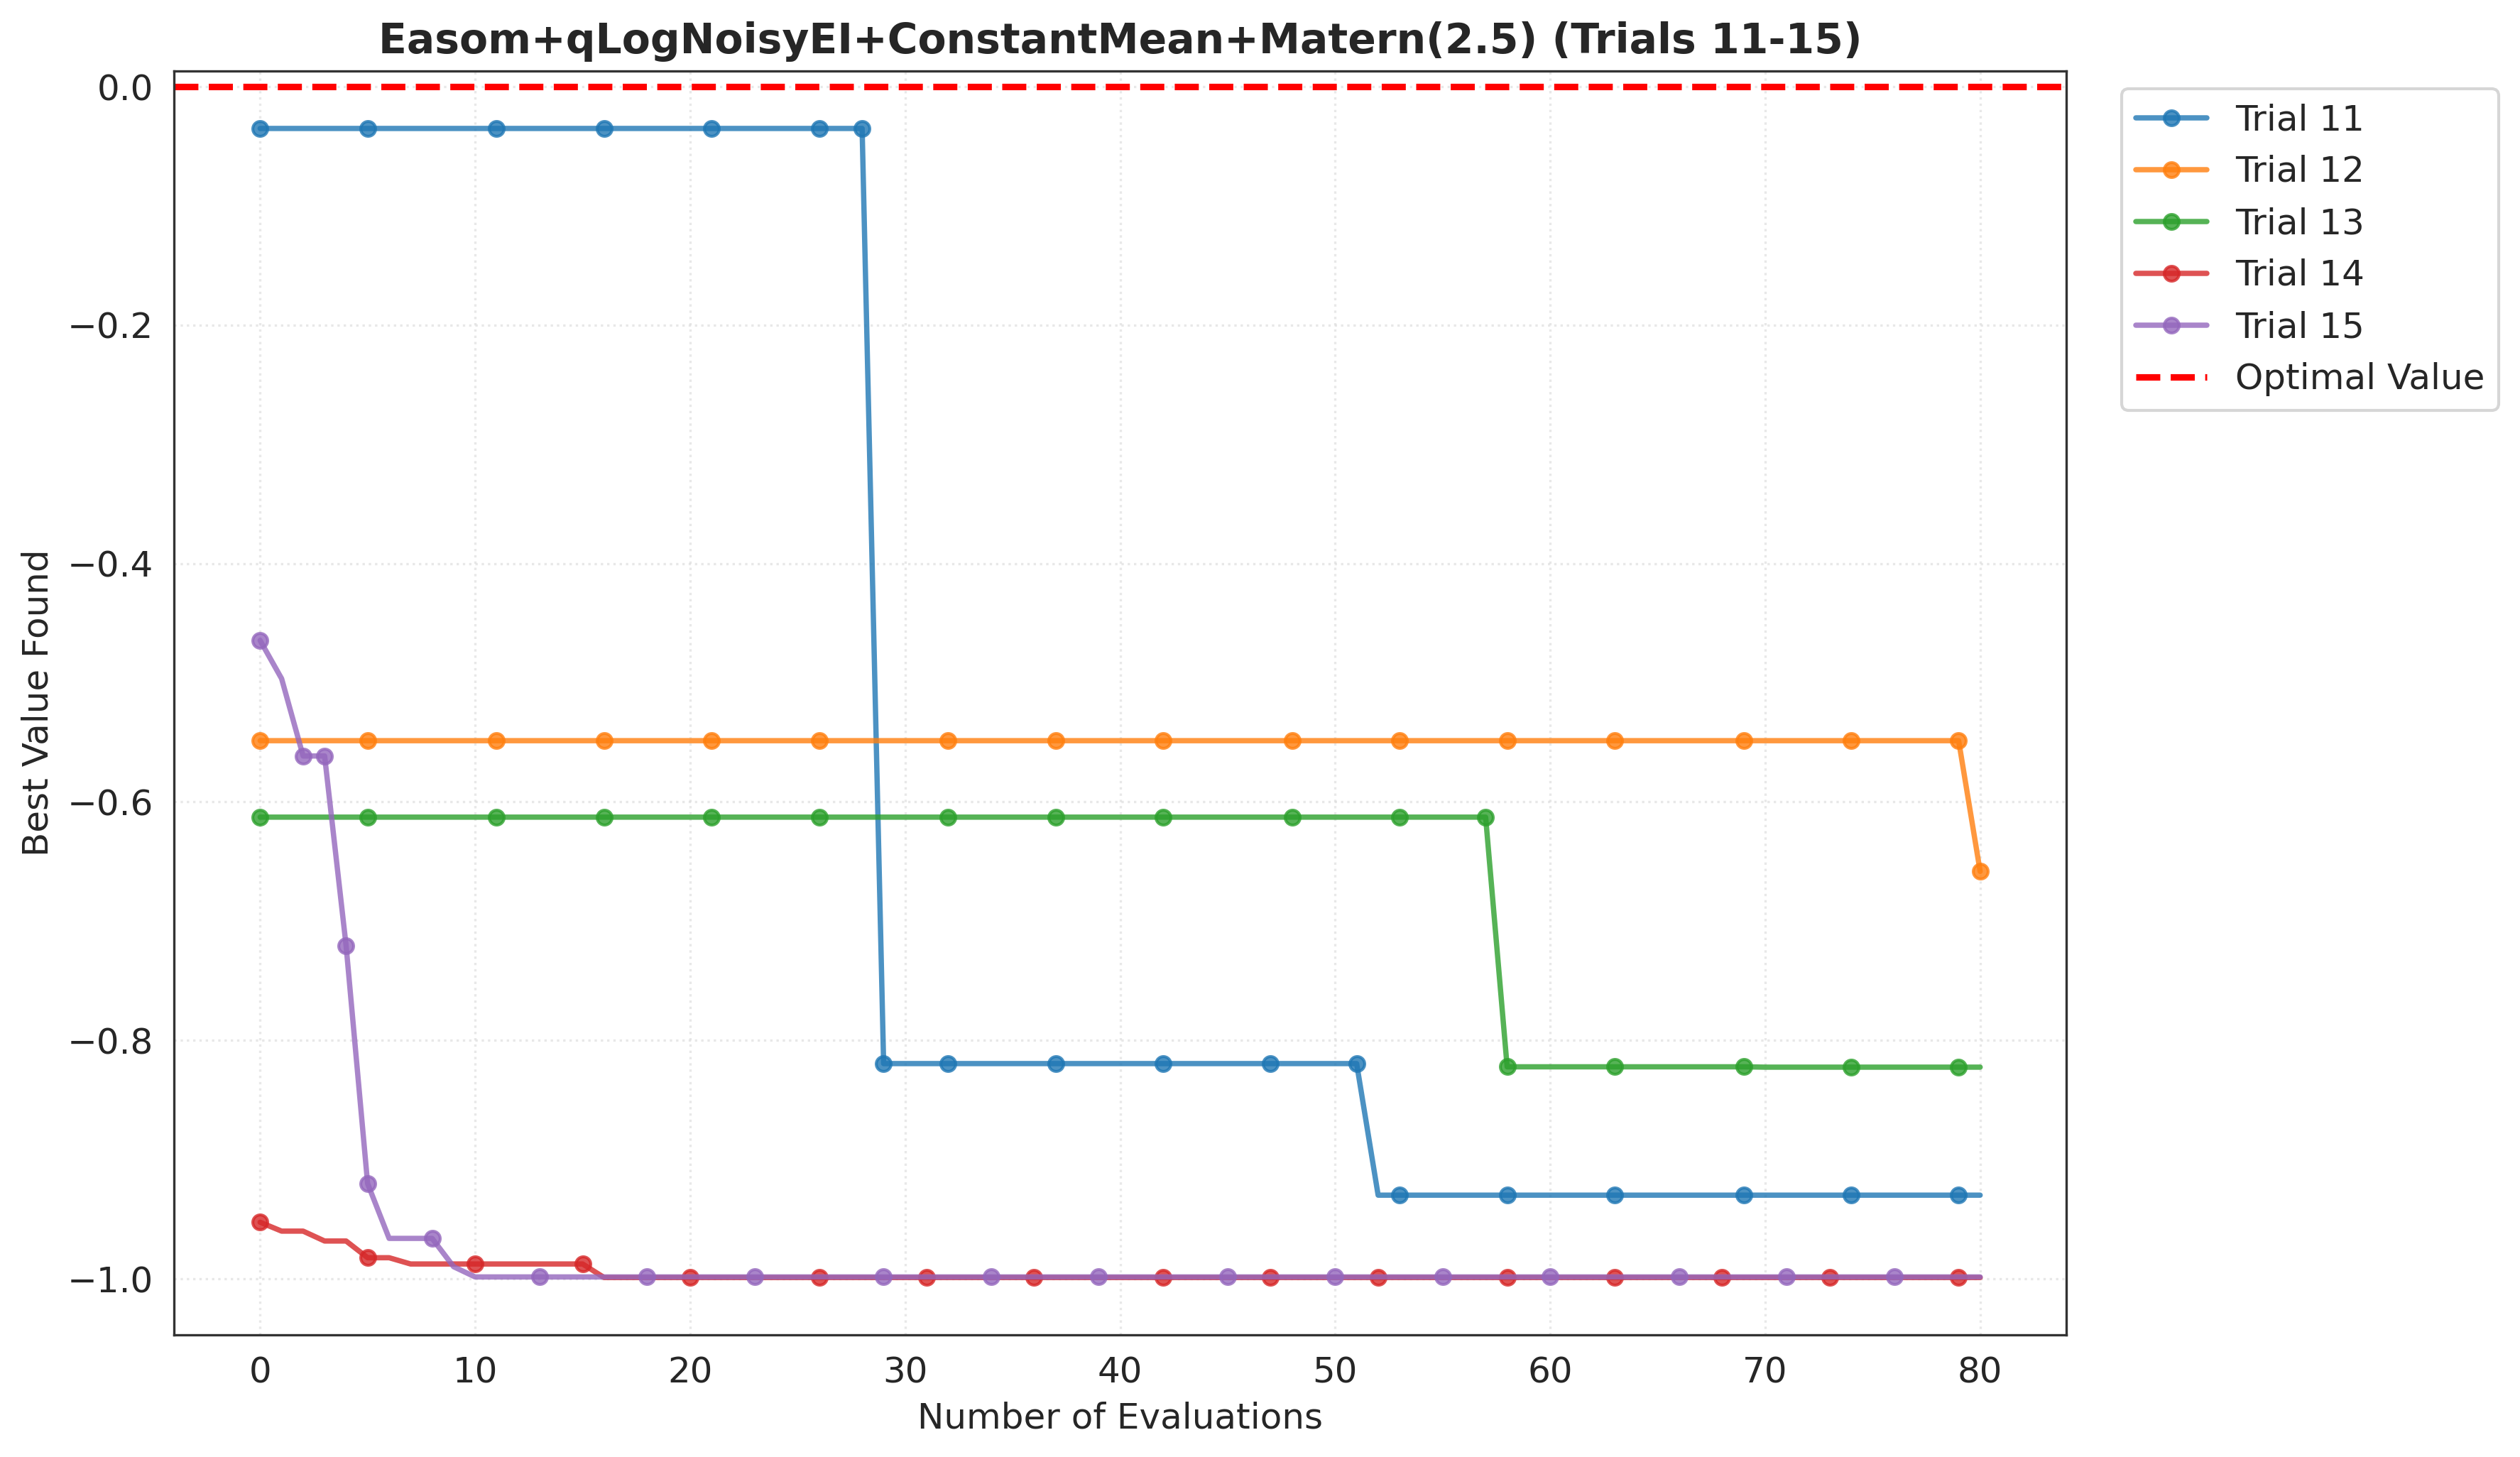 Easom+qLogNoisyEI+ConstantMean+Matern(2.5) (Trials 11-15)
0.0
−0.2
−0.4
−0.6
−0.8
−1.0
Best Value Found
0 10 20 30 40 50 60 70 80
Number of Evaluations
Trial 11
Trial 12
Trial 13
Trial 14
Trial 15
Optimal Value